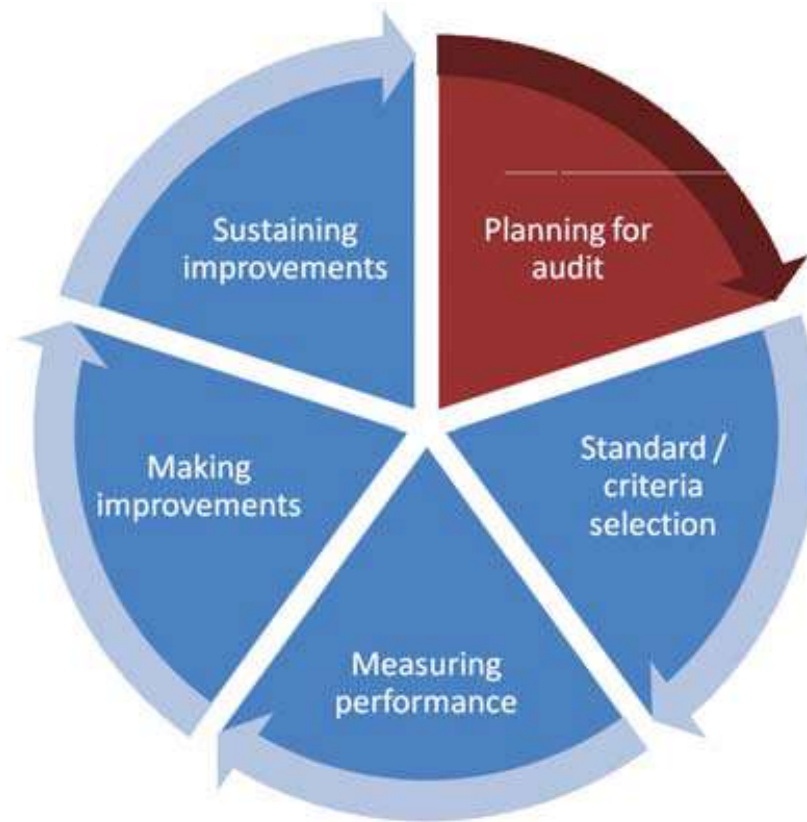 Sustaining
improvements
Planning for
audit
Standard /
criteria
selection
Measuring
performance
Making
improvements